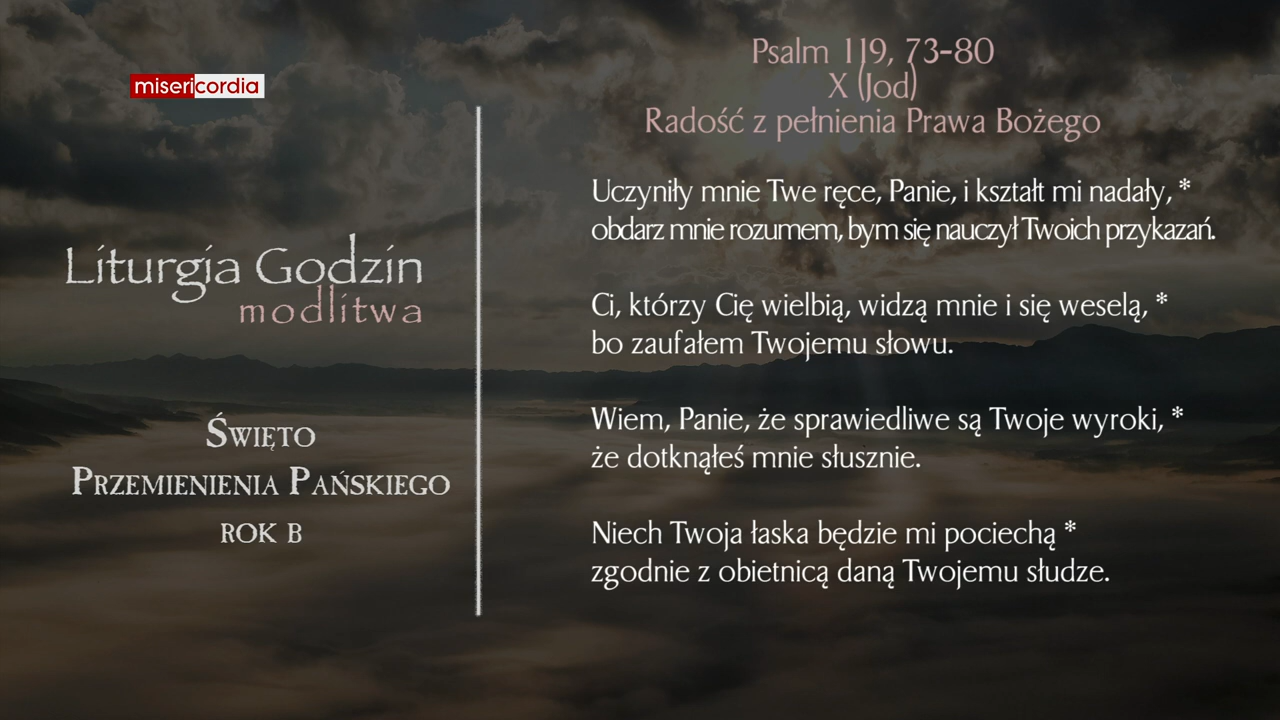 misericordia
Liturgia Godzin
modlitwa
Święto
Przemienienia Pańskiego
ROK B
Psalm 119, 73-80
X (Jod)
Radość z pełnienia Prawa Bożego
Uczyniły mnie Twe ręce, Panie, i kształt mi nadały, *
obdarz mnie rozumem, bym się nauczył Twoich przykazań.
Ci, którzy Cię wielbią, widzą mnie i się weselą, *
bo zaufałem Twojemu słowu.
Wiem, Panie, że sprawiedliwe są Twoje wyroki, *
że dotknąłeś mnie słusznie.
Niech Twoja łaska będzie mi pociechą *
zgodnie z obietnicą daną Twojemu słudze.